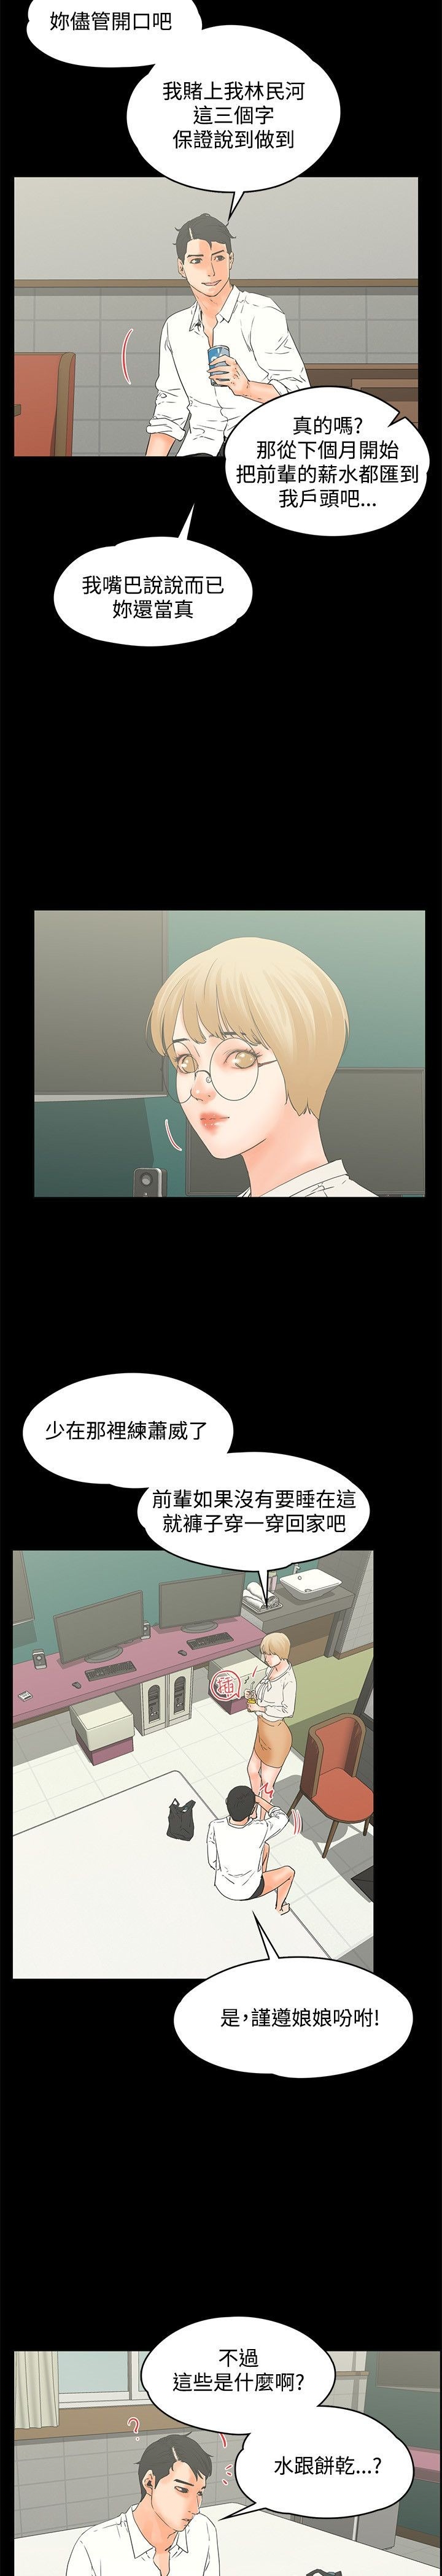 妳儘管開口吧
我賭上我林民河
這三個字
保證說到做到
真的嗎?
那從下個月開始
把前輩的薪水都匯到
我戶頭吧...
我嘴巴說說而已
妳還當真
少在那裡練蕭威了
前輩如果沒有要睡在這
就褲子穿一穿回家吧
插
是,謹遵娘娘吩咐!
不過
這些是什麼啊?
?
水跟餅乾...?